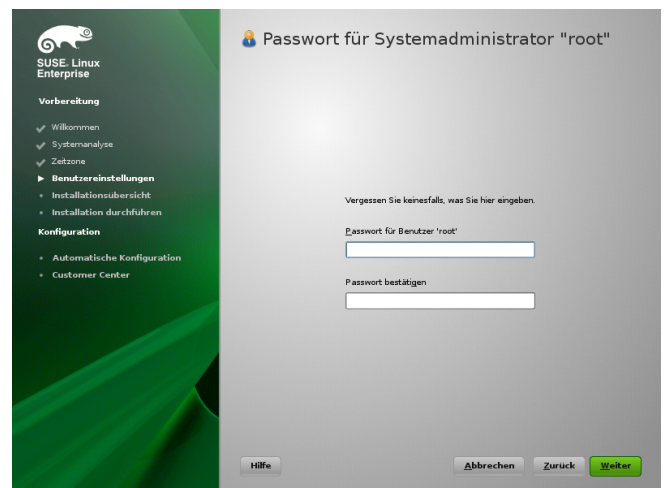 SUSE. Linux
Enterprise
Vorbereitung
Willkommen
Systemanalyse
Zeitzone
Benutzereinstellungen
Installationsübersicht
Installation durchführen
Konfiguration
Automatische Konfiguration
Customer Center
Passwort für Systemadministrator "root"
Vergessen Sie keinesfalls, was Sie hier eingeben.
Passwort für Benutzer 'root'
Passwort bestätigen
Hilfe
Abbrechen
Zurück
Weiter